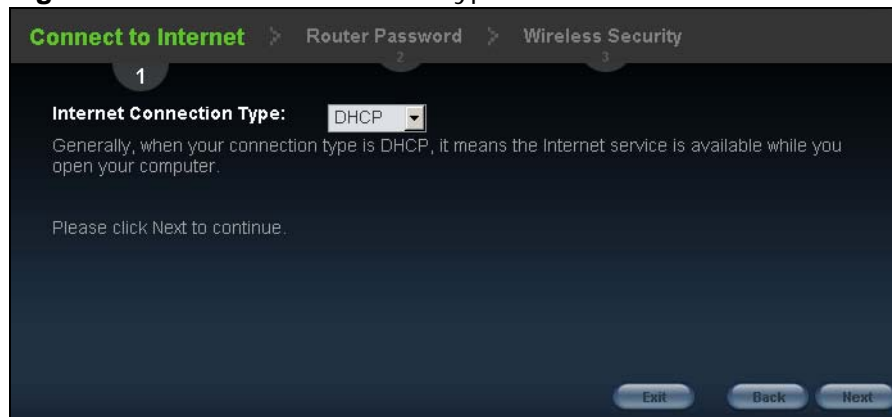 Connect to Internet > Router Password > Wireless Security
1 2 3
Internet Connection Type: DHCP
Generally, when your connection type is DHCP, it means the Internet service is available while you
open your computer.
Please click Next to continue.
Exit Back Next